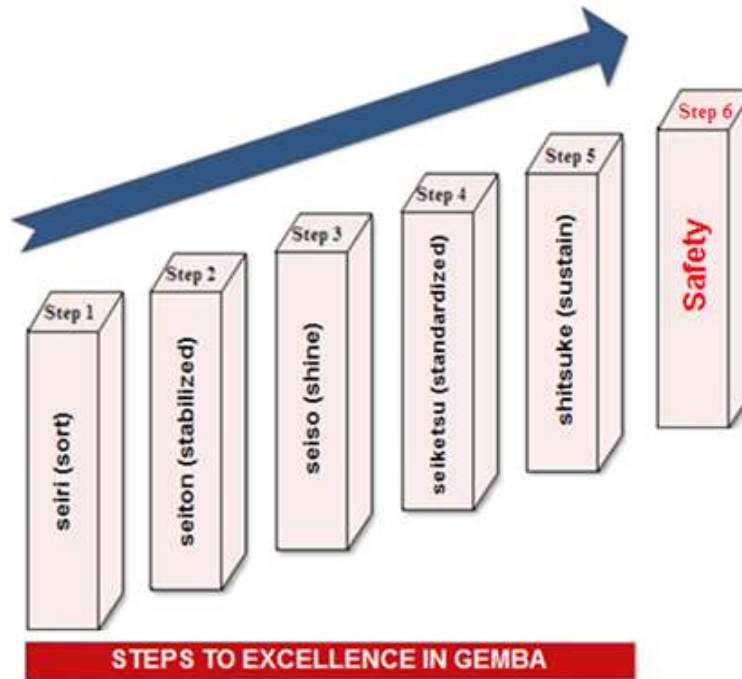 Step 1
seiri (sort)
Step 2
seiton (stabilized)
Step 3
seiso (shine)
Step 4
seiketsu (standardized)
Step 5
shitsuke (sustain)
Step 6
Safety
STEPS TO EXCELLENCE IN GEMBA